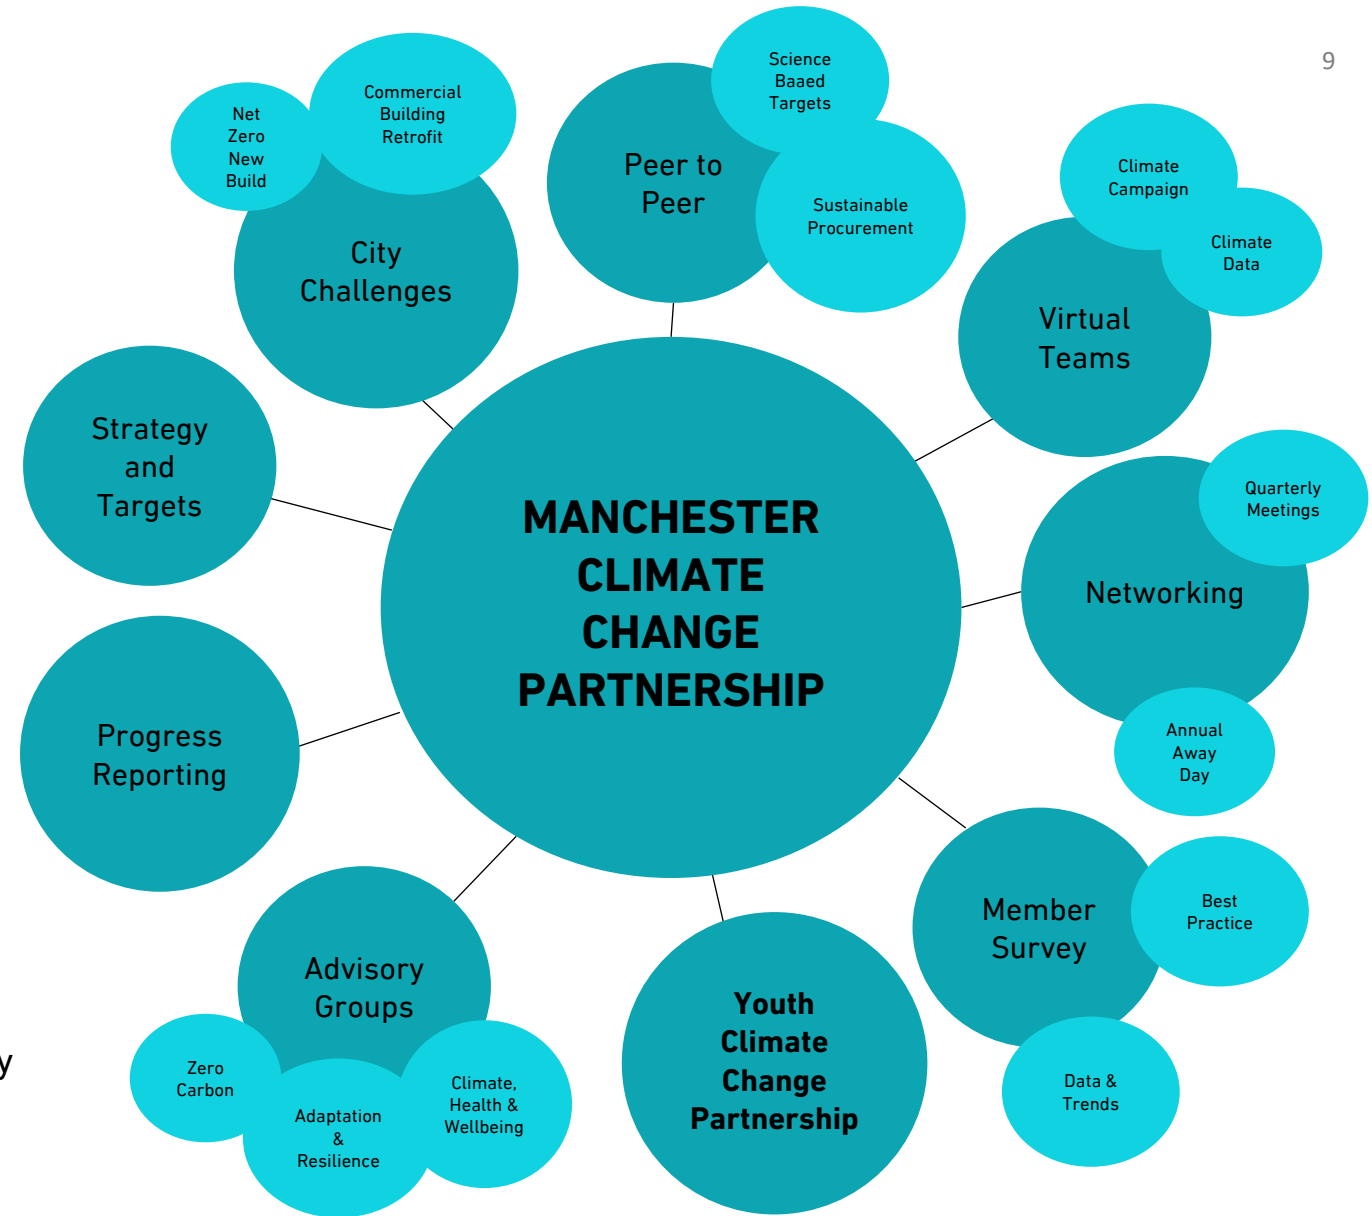 9
Net
Zero
New
Build
Commercial
Building
Retrofit
City
Challenges
Peer to
Peer
Science
Baaed
Targets
Sustainable
Procurement
Climate
Campaign
Climate
Data
Virtual
Teams
Strategy
and
Targets
MANCHESTER
CLIMATE
CHANGE
PARTNERSHIP
Quarterly
Meetings
Networking
Annual
Away
Day
Progress
Reporting
Member
Survey
Best
Practice
Data &
Trends
Youth
Climate
Change
Partnership
Advisory
Groups
Zero
Carbon
Adaptation
&
Resilience
Climate,
Health &
Wellbeing
y